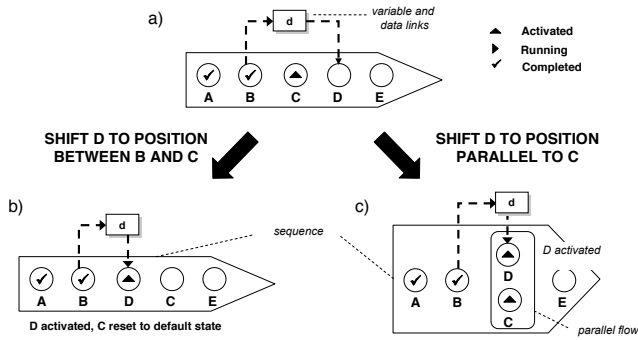 a)
d
variable and
data links
Activated
Running
Completed
A B C D E
SHIFT D TO POSITION
BETWEEN B AND C
SHIFT D TO POSITION
PARALLEL TO C
b)
d
sequence
A B D C E
D activated, C reset to default state
c)
d
D activated
A B D E
C
parallel flow